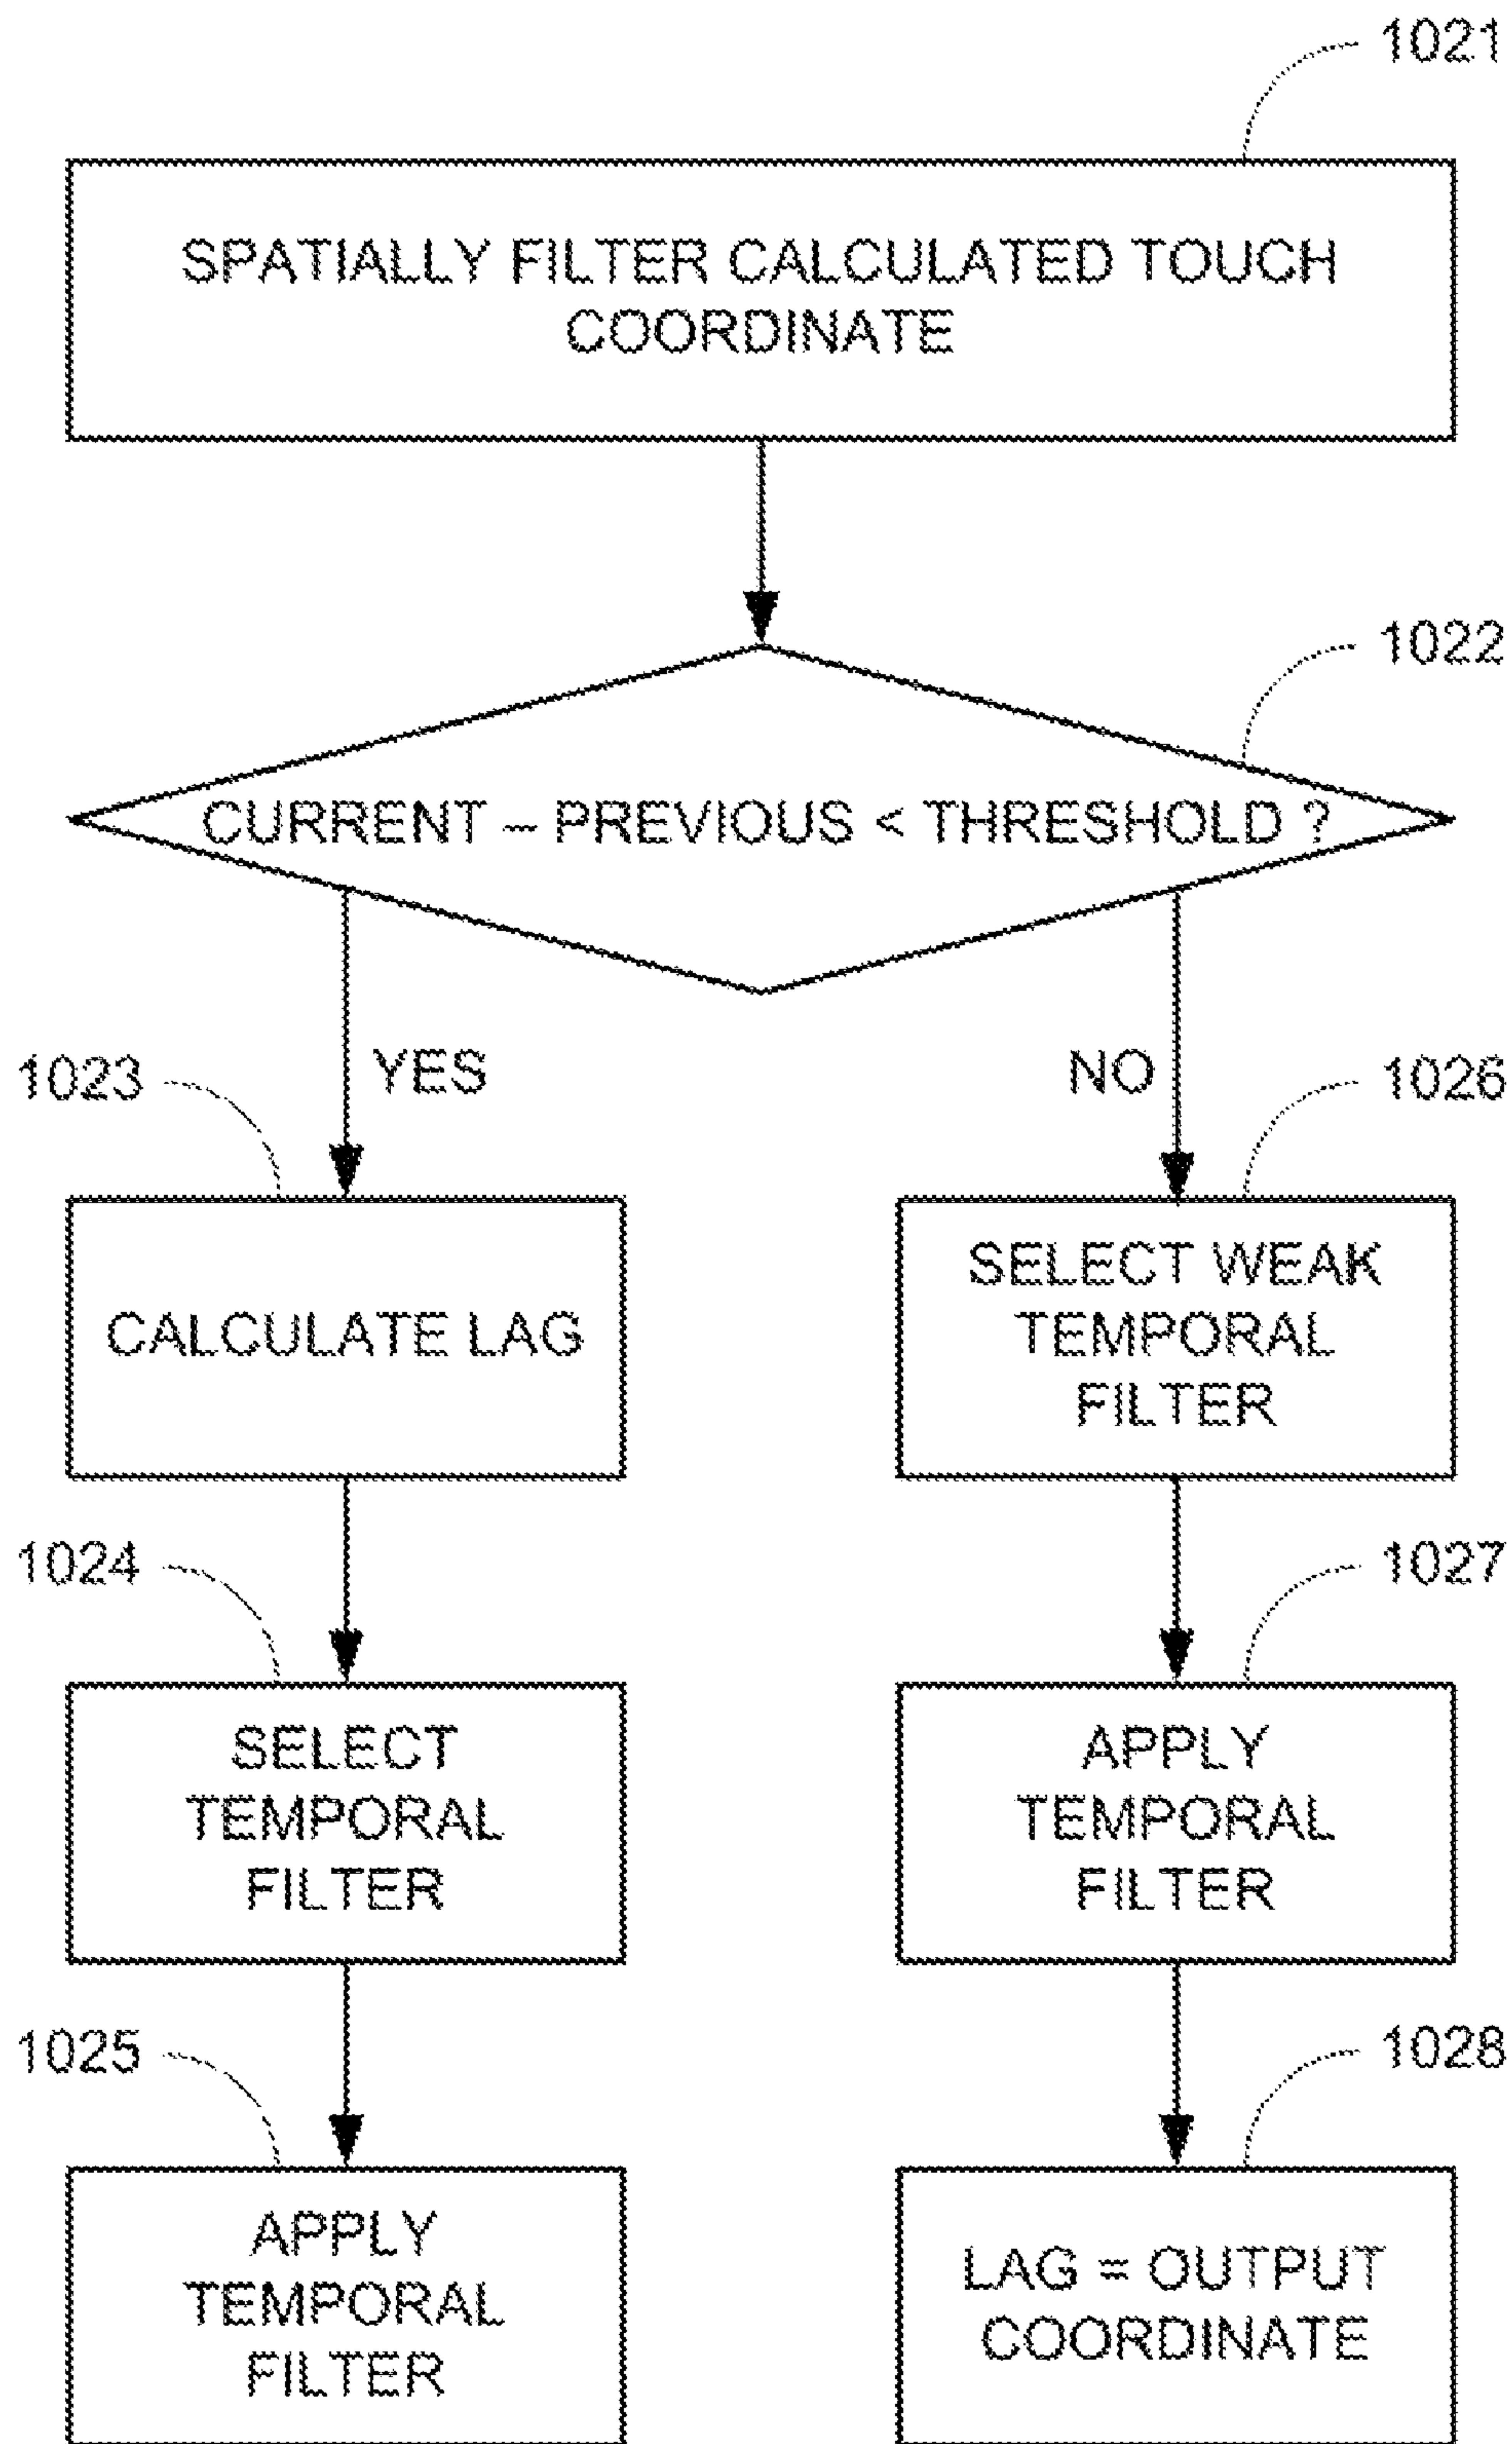 1021
SPATIALLY FILTER CALCULATED TOUCH
COORDINATE
1022
CURRENT – PREVIOUS < THRESHOLD ?
YES
NO
1023
CALCULATE LAG
1026
SELECT WEAK
TEMPORAL
FILTER
1024
SELECT
TEMPORAL
FILTER
1027
APPLY
TEMPORAL
FILTER
1025
APPLY
TEMPORAL
FILTER
1028
LAG = OUTPUT
COORDINATE